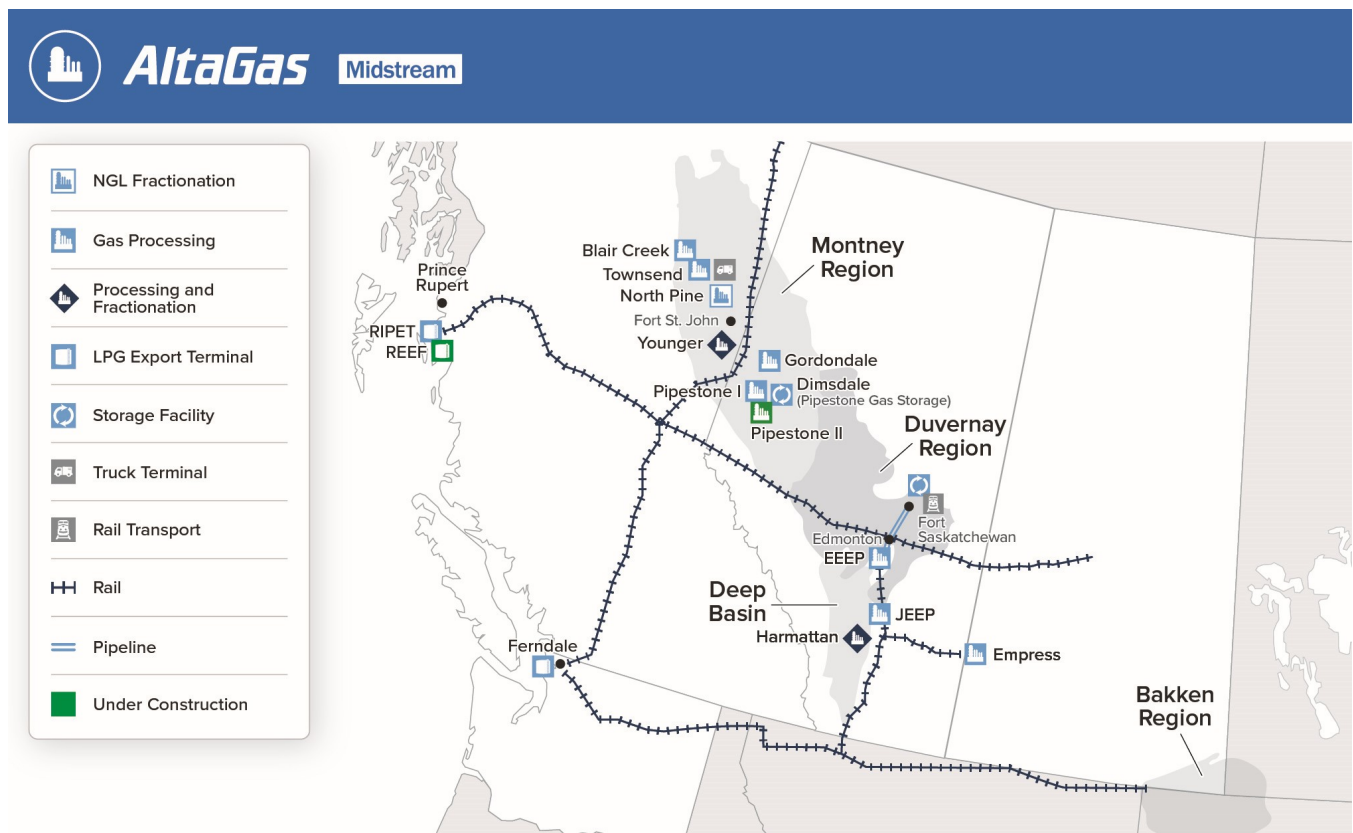 AltaGas Midstream
NGL Fractionation
Gas Processing
Processing and
Fractionation
LPG Export Terminal
Storage Facility
Truck Terminal
Rail Transport
Rail
Pipeline
Under Construction
Prince
Rupert
RIPET
REEF
Blair Creek
Townsend
North Pine
Fort St. John
Younger
Montney
Region
Gordondale
Pipestone I
Dimsdale
(Pipestone Gas Storage)
Pipestone II
Duvernay
Region
Fort
Saskatchewan
Edmonton
EEEP
Deep
Basin
JEEP
Harmattan
Empress
Ferndale
Bakken
Region